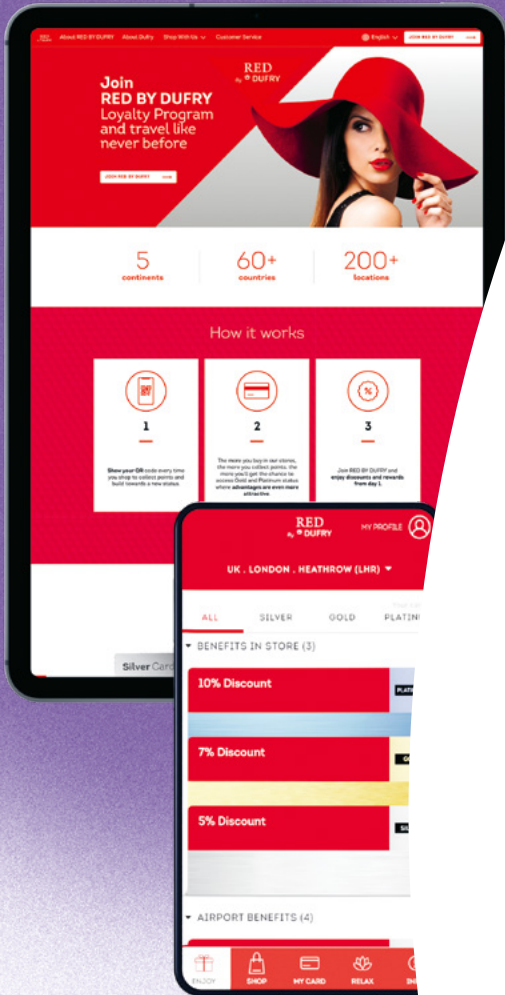 About RED BY DUFRY About Dufry Shop With Us Customer Service English JOIN RED BY DUFRY
RED
By DUFRY
Join
RED BY DUFRY
Loyalty Program
and travel like
never before
JOIN RED BY DUFRY
5
continents
60+
countries
200+
locations
How it works
1
Show your QR code every time
you shop to collect points and
build towards a new status
2
The more you buy in our stores,
the more you collect points, the
more you'll get the chance to
access Gold and Platinum status
where advantages are even more
attractive.
3
Join RED BY DUFRY and
enjoy discounts and rewards
from day 1.
Silver Card
RED
By DUFRY
MY PROFILE
UK . LONDON . HEATHROW (LHR)
ALL SILVER GOLD PLATIN
BENEFITS IN STORE (3)
10% Discount
PLATI
7% Discount
GO
5% Discount
SIL
AIRPORT BENEFITS (4)
ENJOY SHOP MY CARD RELAX